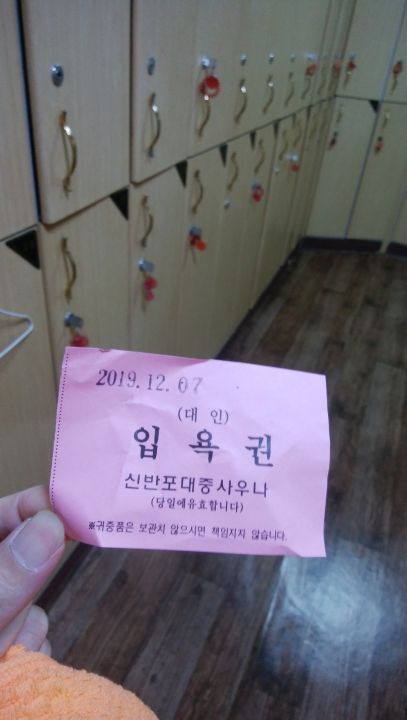 2019.12.07
(대 인)
입 욕 권
신반포대중사우나
(당일에유효합니다)
※귀중품은 보관치 않으시면 책임지지 않습니다.